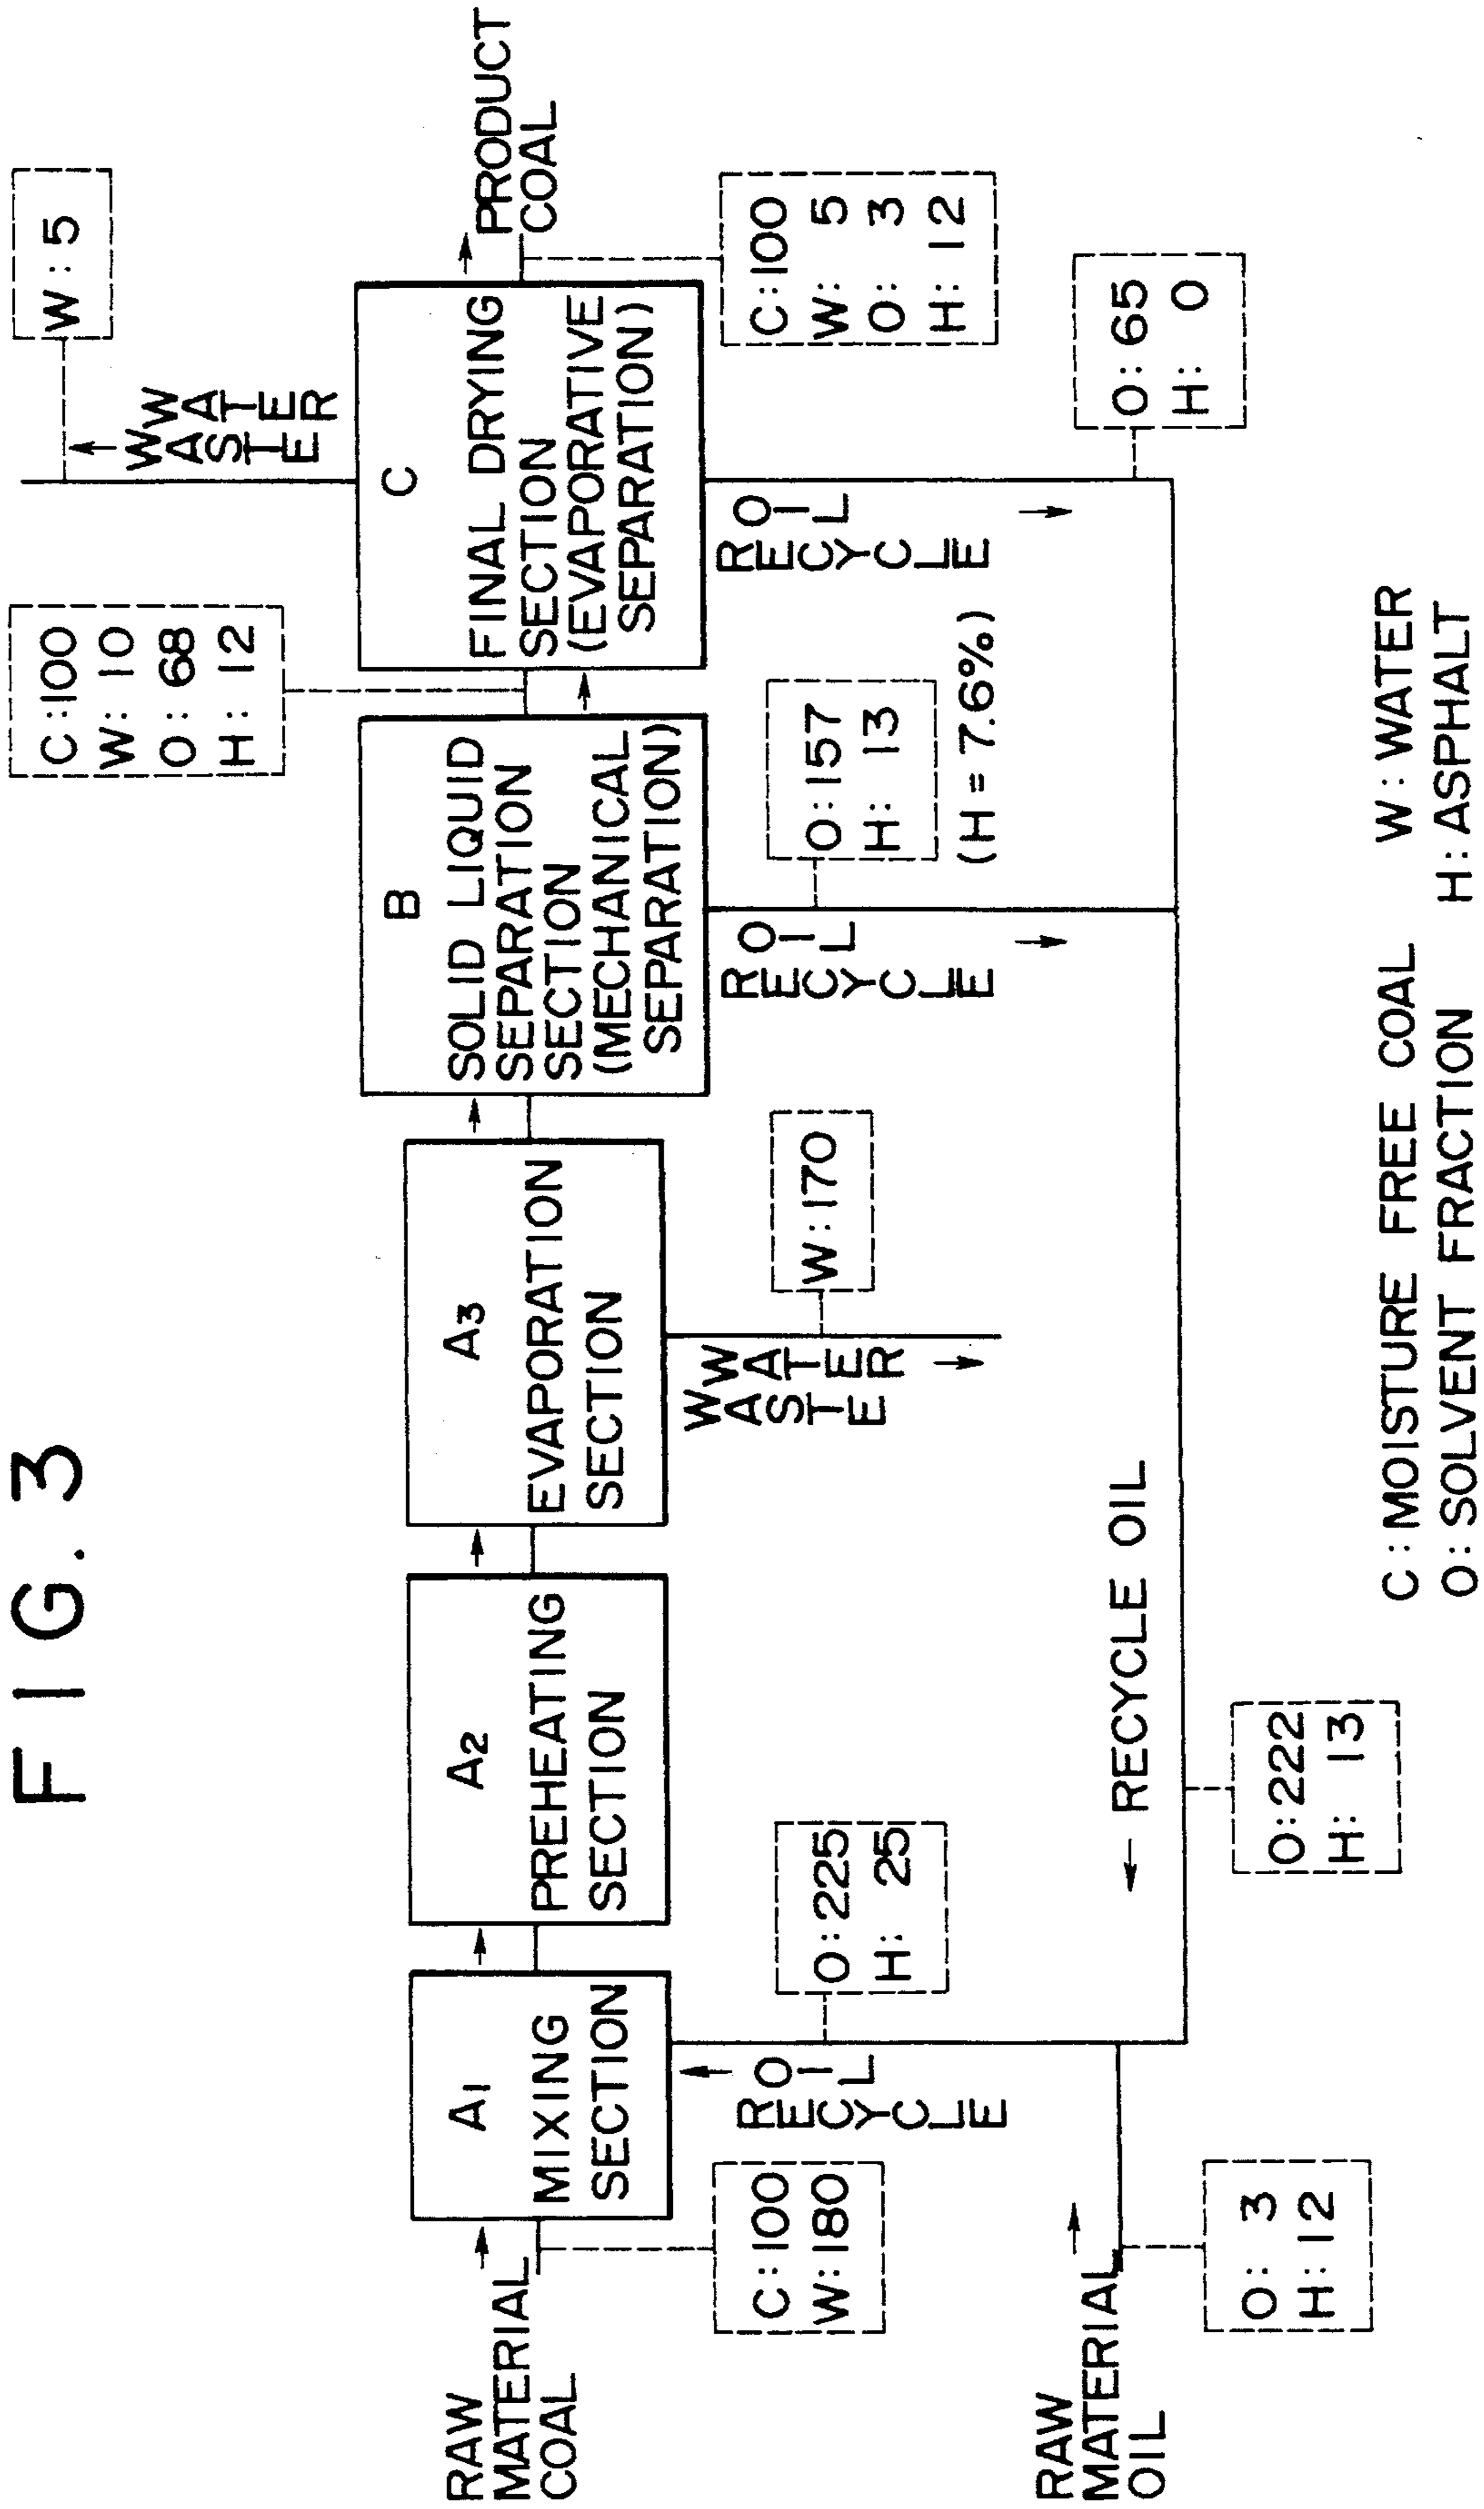 FIG. 3
RAW
MATERIAL
COAL
C:100
W:180
A1
MIXING
SECTION
A2
PREHEATING
SECTION
A3
EVAPORATION
SECTION
B
SOLID LIQUID
SEPARATION
SECTION
(MECHANICAL
SEPARATION)
C:100
W: 10
O: 68
H: 12
C
FINAL DRYING
SECTION
(EVAPORATIVE
SEPARATION)
WASTE
WATER
W:5
PRODUCT
COAL
C:100
W: 5
O: 3
H: 12
RECYCLE
OIL
O:225
H: 25
WASTE
WATER
W:170
RECYCLE
OIL
O:157
H: 13
(H=7.6%)
RECYCLE
OIL
O:65
H: 0
RAW
MATERIAL
OIL
O: 3
H: 12
RECYCLE OIL
O:222
H: 13
C:MOISTURE FREE COAL W:WATER
O:SOLVENT FRACTION H:ASPHALT